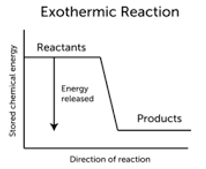 Exothermic Reaction
Reactants
Energy
released
Products
Stored chemical energy
Direction of reaction